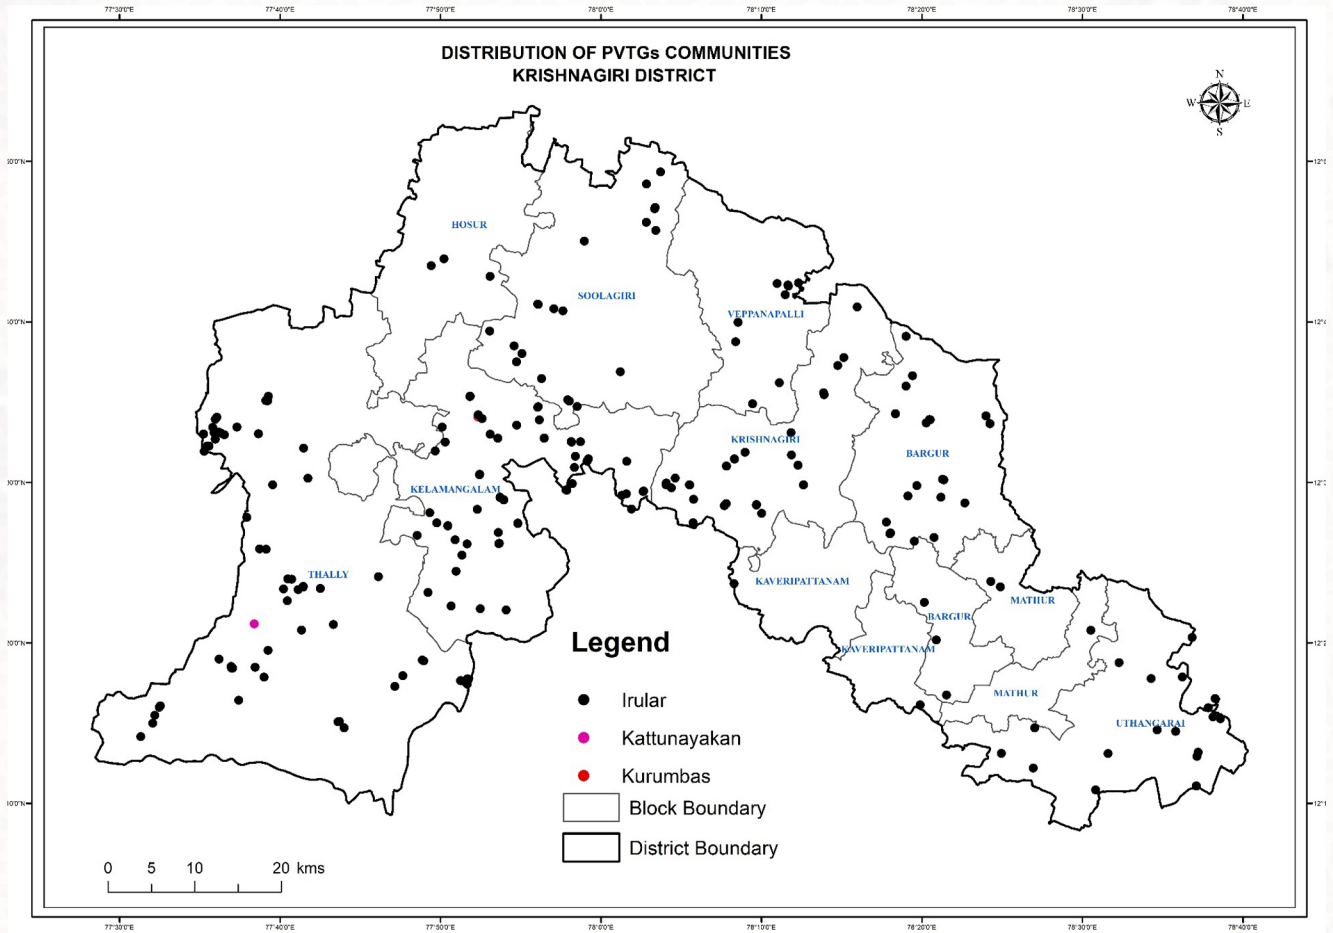 77°30'0"E 77°40'0"E 77°50'0"E 78°0'0"E 78°10'0"E 78°20'0"E 78°30'0"E 78°40'0"E
DISTRIBUTION OF PVTGs COMMUNITIES
KRISHNAGIRI DISTRICT
N
W E
S
HOSUR
SOOLAGIRI
VEPPANAPALLI
KRISHNAGIRI
BARGUR
KELAMANGALAM
THALLY
KAVERIPATTANAM
MATHUR
BARGUR
KAVERIPATTANAM
MATHUR
UTHANGARAI
Legend
Irular
Kattunayakan
Kurumbas
Block Boundary
District Boundary
0 5 10 20 kms
77°30'0"E 77°40'0"E 77°50'0"E 78°0'0"E 78°10'0"E 78°20'0"E 78°30'0"E 78°40'0"E